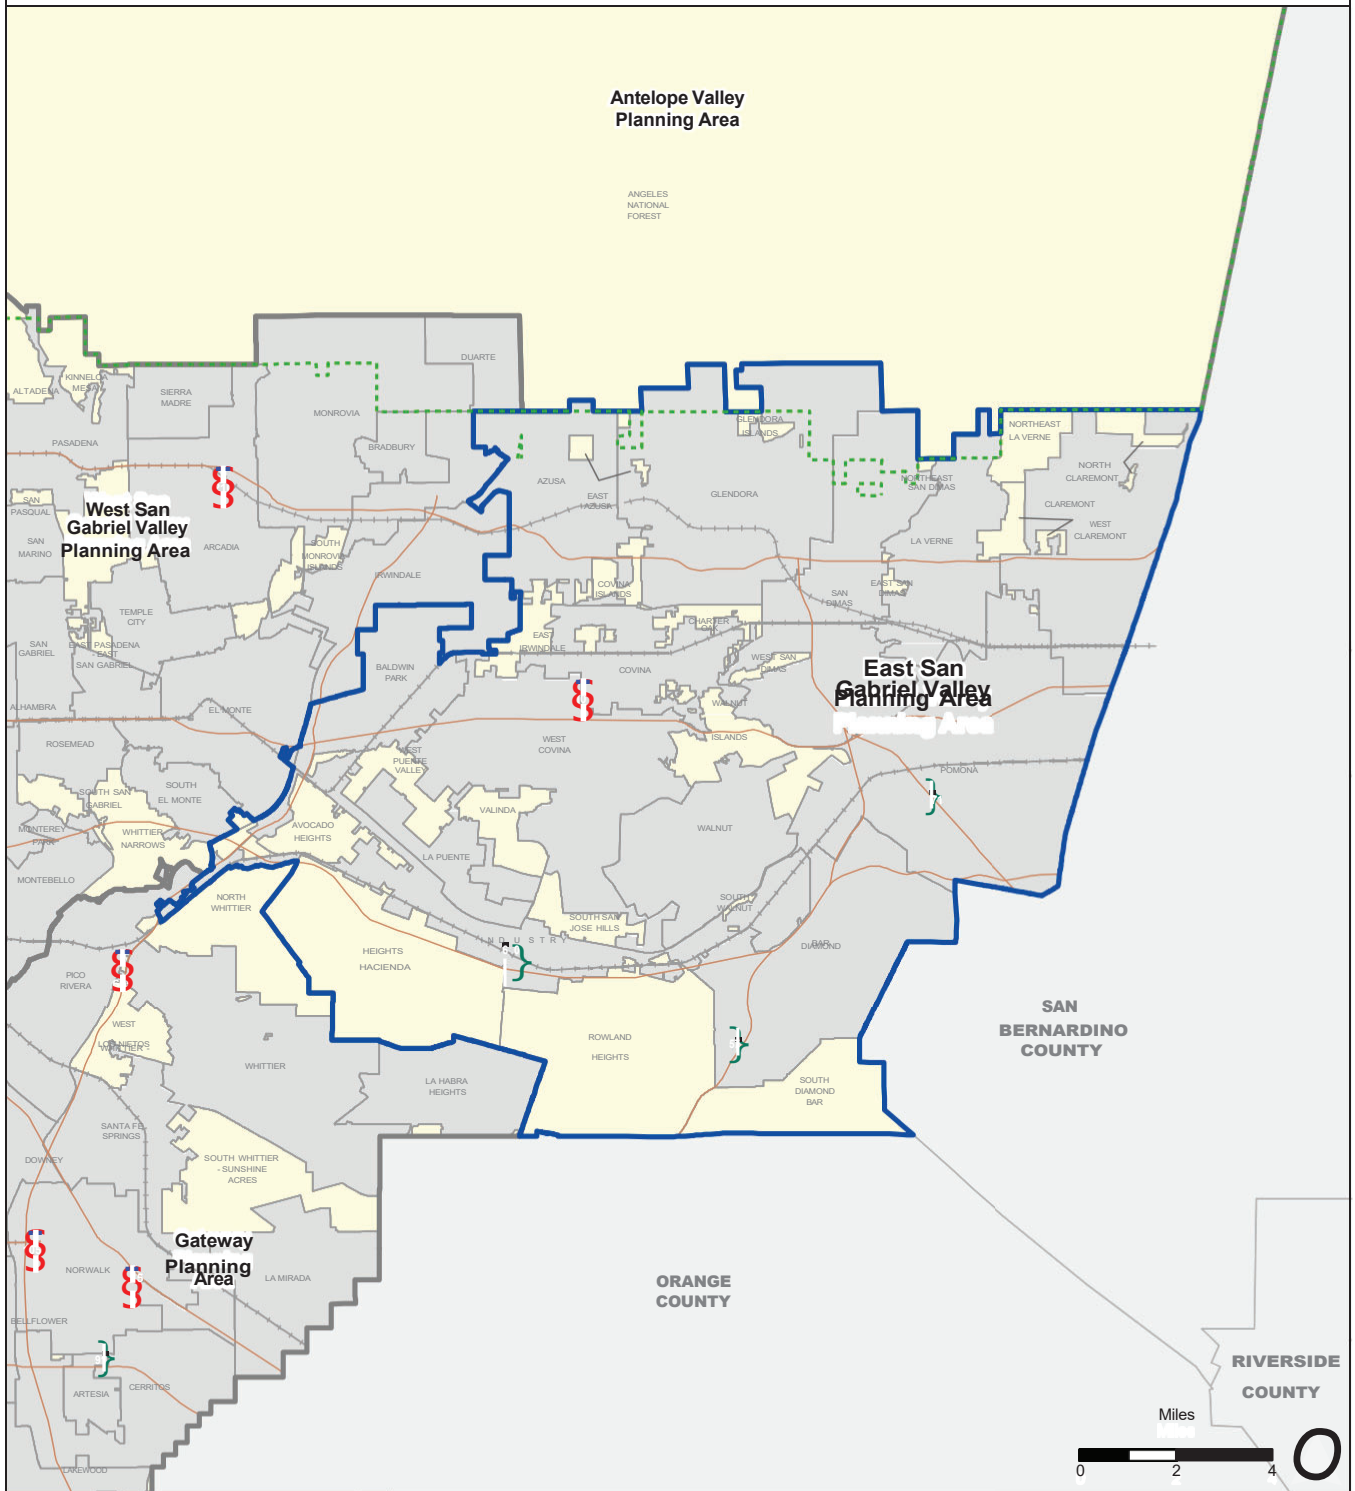 Antelope Valley
Planning Area
ANGELES
NATIONAL
FOREST
DUARTE
KINNELOA
MESA
ALTADENA
SIERRA
MADRE
MONROVIA
GLENDORA
ISLANDS
NORTHEAST
LA VERNE
PASADENA
BRADBURY
NORTH
CLAREMONT
AZUSA
EAST
AZUSA
GLENDORA
NORTHEAST
SAN DIMAS
SAN
PASQUAL
West San
Gabriel Valley
Planning Area
CLAREMONT
WEST
CLAREMONT
SAN
MARINO
ARCADIA
SOUTH
MONROVIA
ISLANDS
IRWINDALE
LA VERNE
COVINA
ISLANDS
EAST SAN
DIMAS
SAN
DIMAS
TEMPLE
CITY
CHARTER
OAK
SAN
GABRIEL
EAST PASADENA
- EAST
SAN GABRIEL
EAST
IRWINDALE
BALDWIN
PARK
COVINA
WEST SAN
DIMAS
East San
Gabriel Valley
Planning Area
ALHAMBRA
EL MONTE
WALNUT
ISLANDS
ROSEMEAD
WEST
COVINA
WEST
PUENTE
VALLEY
POMONA
SOUTH SAN
GABRIEL
SOUTH
EL MONTE
VALINDA
MONTEREY
PARK
WHITTIER
NARROWS
AVOCADO
HEIGHTS
WALNUT
LA PUENTE
MONTEBELLO
NORTH
WHITTIER
SOUTH
WALNUT
SOUTH SAN
JOSE HILLS
INDUSTRY
DIAMOND
BAR
HEIGHTS
HACIENDA
PICO
RIVERA
WEST
LOS NIETOS
WHITTIER -
SAN
BERNARDINO
COUNTY
WHITTIER
ROWLAND
HEIGHTS
LA HABRA
HEIGHTS
SOUTH
DIAMOND
BAR
SANTA FE
SPRINGS
DOWNEY
SOUTH WHITTIER
- SUNSHINE
ACRES
Gateway
Planning
Area
NORWALK
LA MIRADA
ORANGE
COUNTY
BELLFLOWER
RIVERSIDE
COUNTY
ARTESIA
CERRITOS
LAKEWOOD
Miles
0 2 4